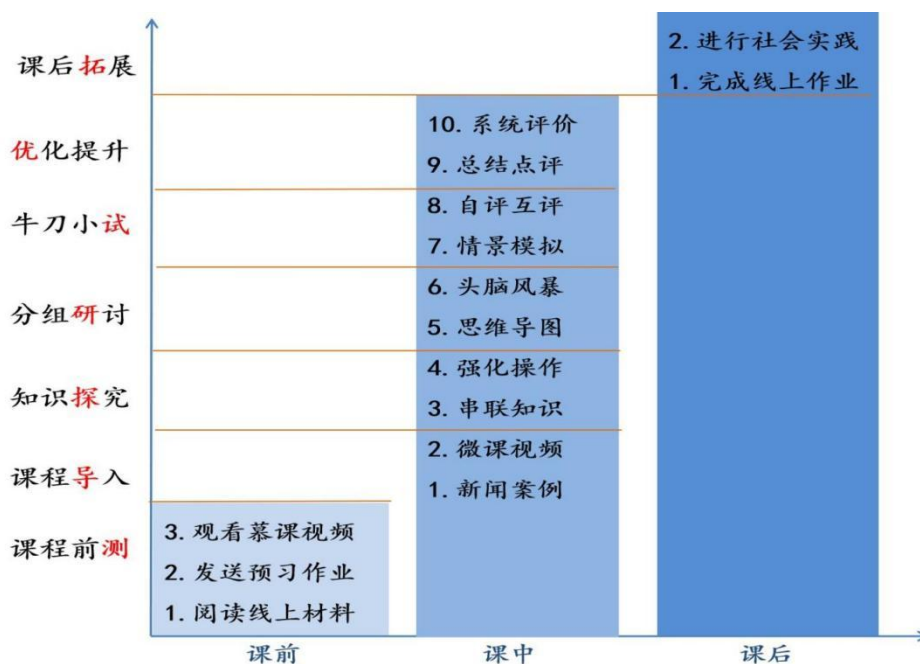 课后拓展
优化提升
牛刀小试
分组研讨
知识探究
课程导入
课程前测
3. 观看慕课视频
2. 发送预习作业
1. 阅读线上材料
10. 系统评价
9. 总结点评
8. 自评互评
7. 情景模拟
6. 头脑风暴
5. 思维导图
4. 强化操作
3. 串联知识
2. 微课视频
1. 新闻案例
2. 进行社会实践
1. 完成线上作业
课前
课中
课后